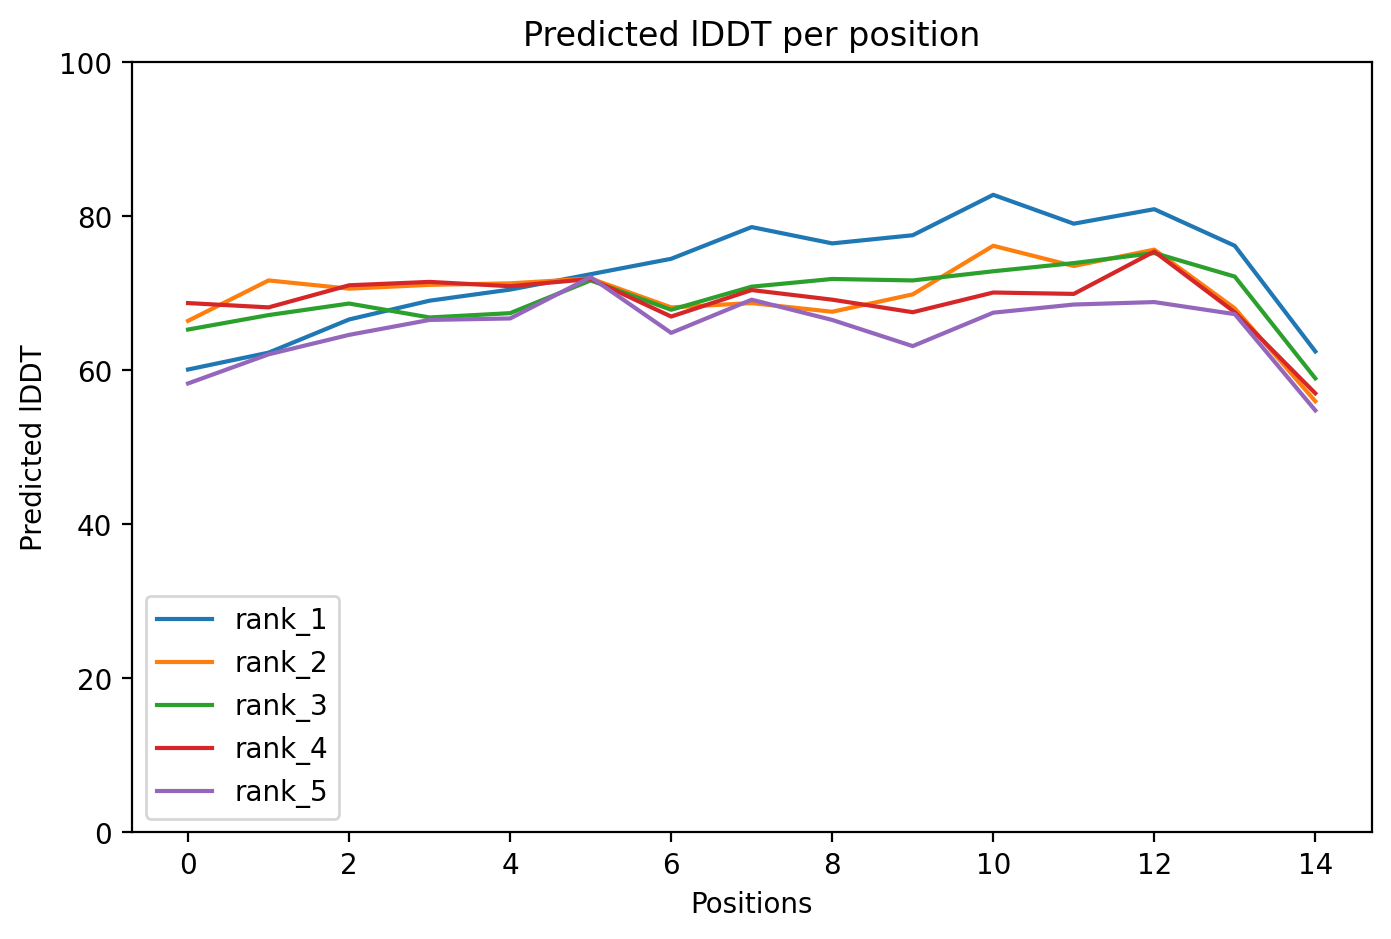 Predicted lDDT per position
100
80
60
40
20
0
Predicted lDDT
rank_1
rank_2
rank_3
rank_4
rank_5
0 2 4 6 8 10 12 14
Positions